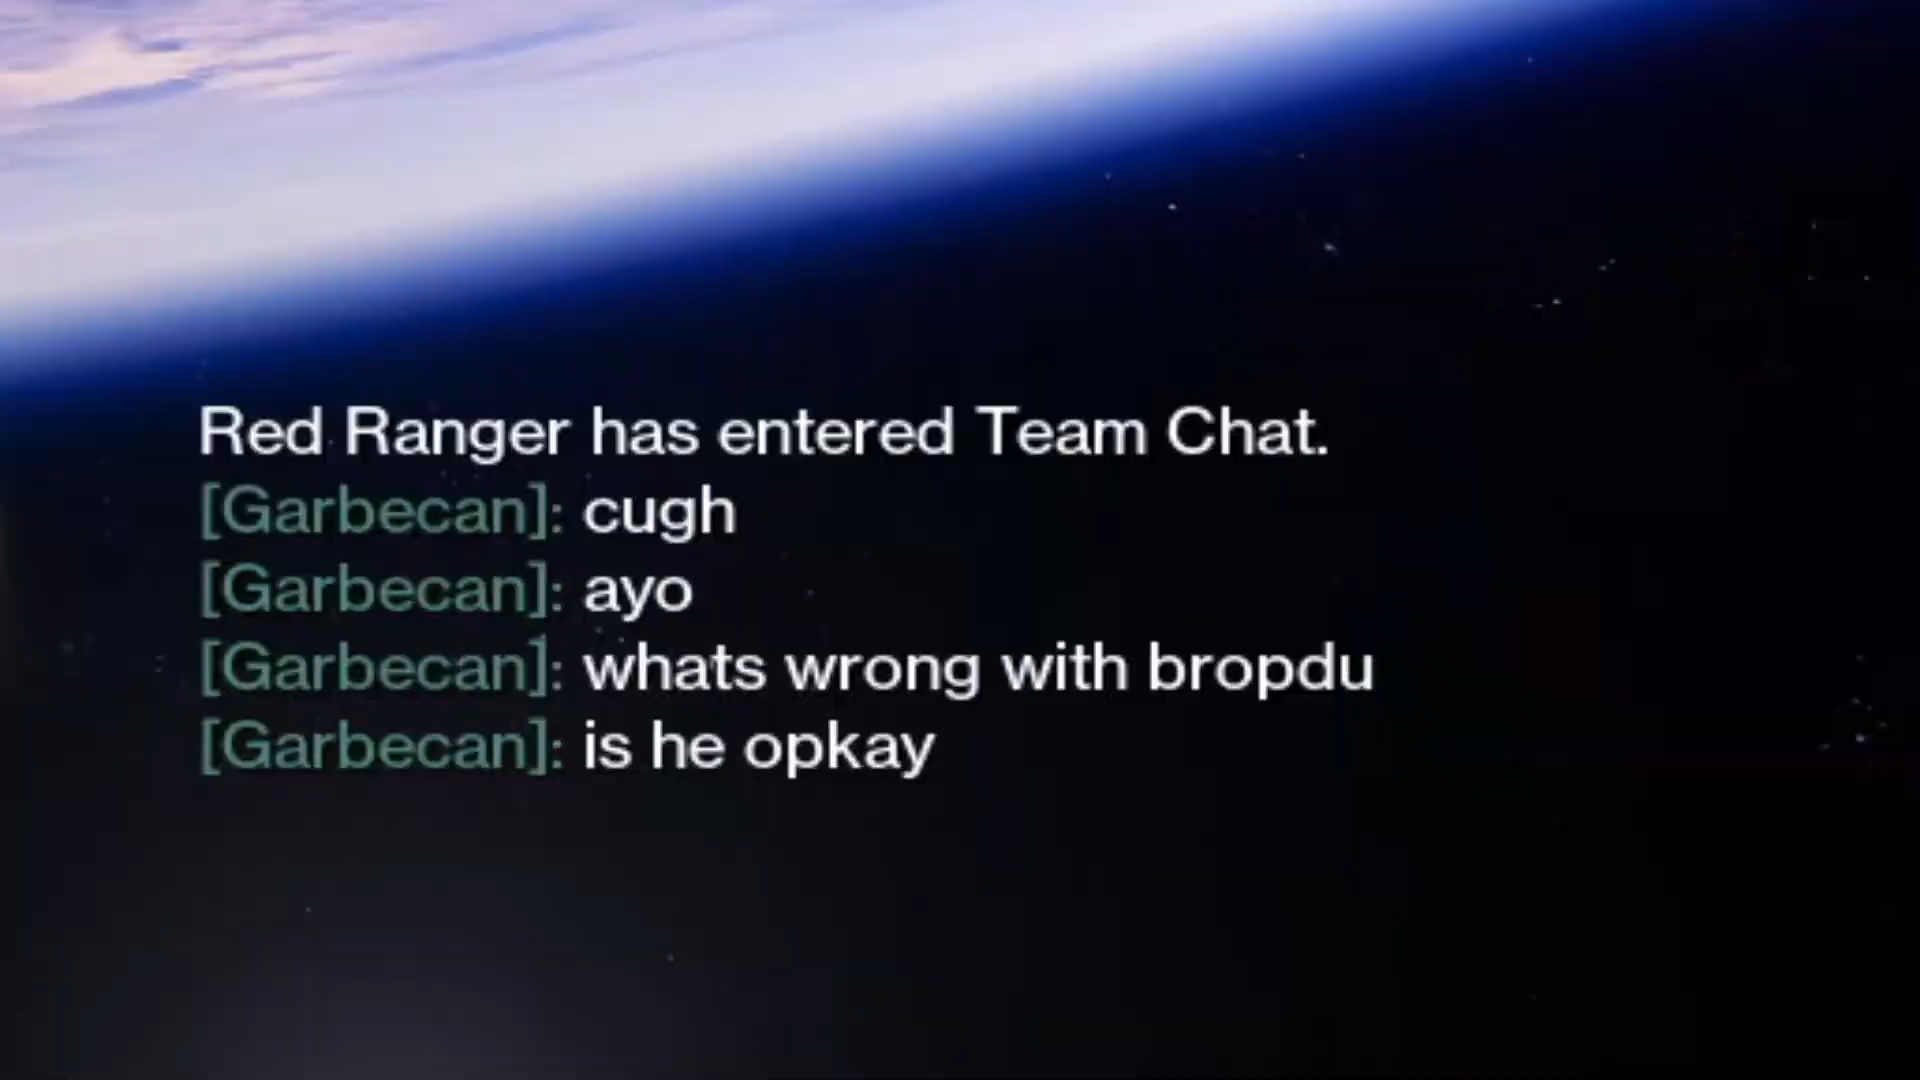 Red Ranger has entered Team Chat.
[Garbecan]: cugh
[Garbecan]: ayo
[Garbecan]: whats wrong with bropdu
[Garbecan]: is he opkay